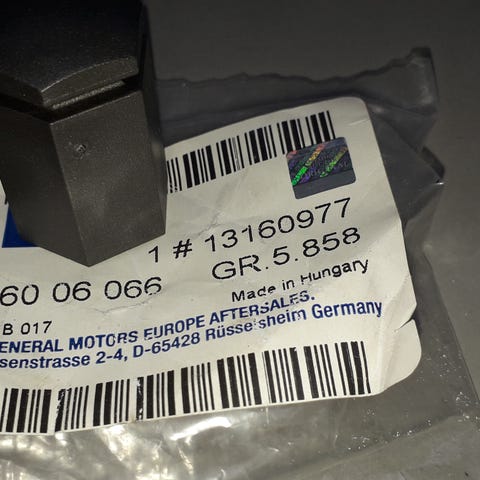 1 # 13160977
60 06 066 GR.5.858
B 017 Made in Hungary
ENERAL MOTORS EUROPE AFTERSALES.
senstrasse 2-4, D-65428 Rüsselsheim Germany